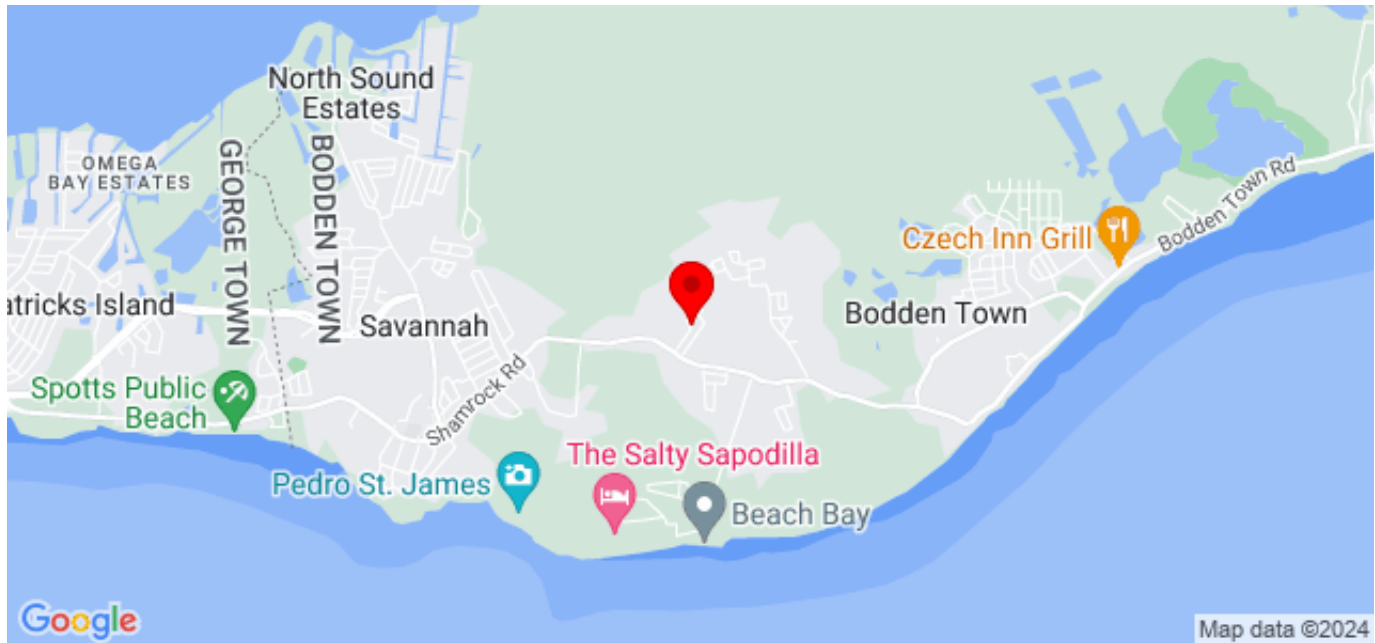 North Sound
Estates
OMEGA
BAY ESTATES
GEORGE TOWN
BODDEN TOWN
atricks Island
Savannah
Shamrock Rd
Spotts Public
Beach
Pedro St. James
The Salty Sapodilla
Beach Bay
Czech Inn Grill
Bodden Town
Bodden Town Rd
Google
Map data ©2024